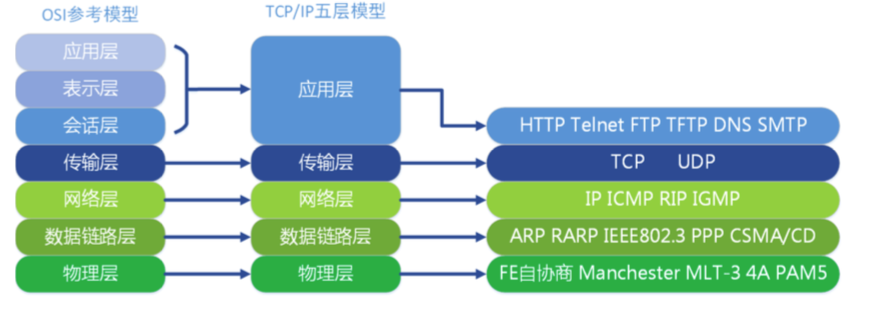 OSI参考模型
TCP/IP五层模型
应用层
表示层
会话层
传输层
网络层
数据链路层
物理层
应用层
传输层
网络层
数据链路层
物理层
HTTP Telnet FTP TFTP DNS SMTP
TCP UDP
IP ICMP RIP IGMP
ARP RARP IEEE802.3 PPP CSMA/CD
FE自协商 Manchester MLT-3 4A PAM5